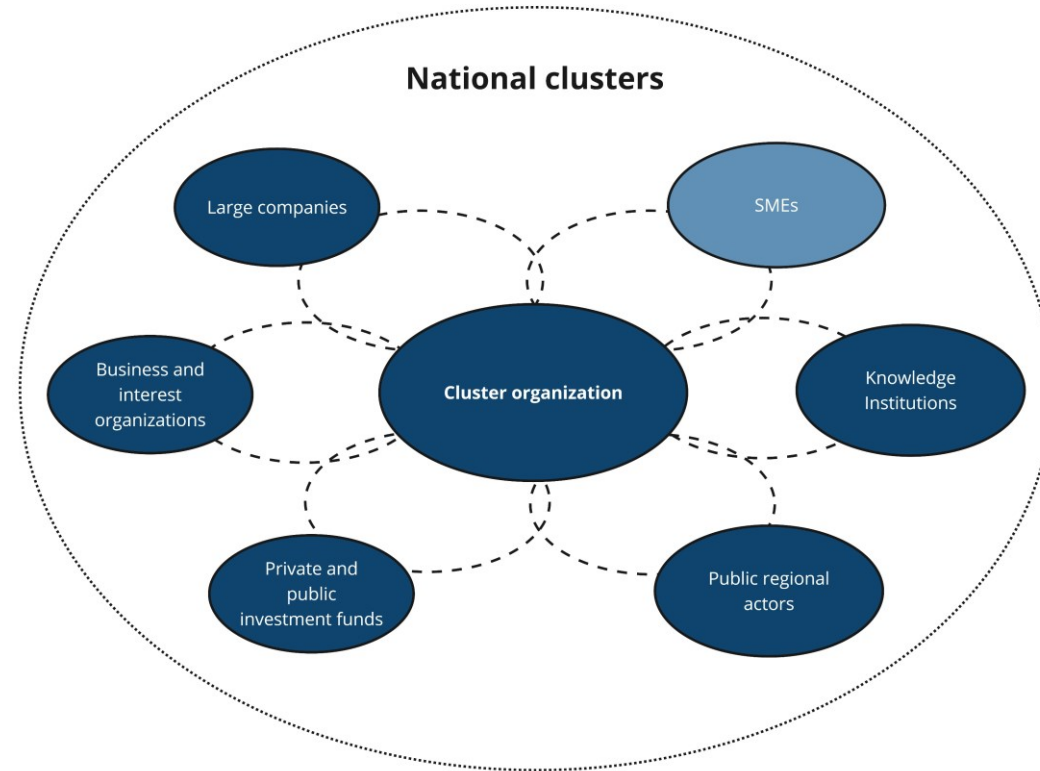 National clusters
Large companies
SMEs
Business and
interest
organizations
Cluster organization
Knowledge
Institutions
Private and
public
investment funds
Public regional
actors